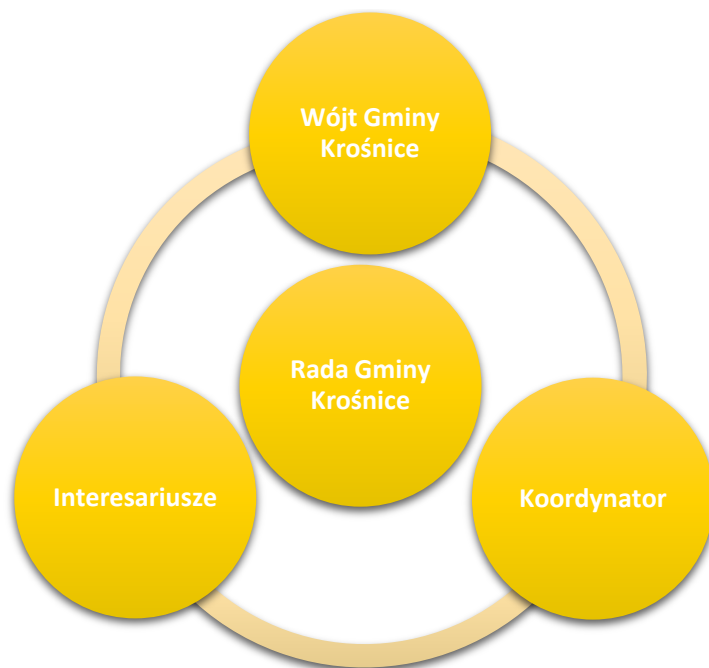 Wójt Gminy
Krośnice
Rada Gminy
Krośnice
Interesariusze
Koordynator